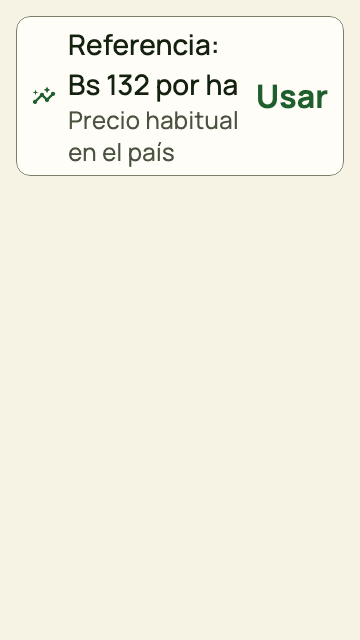 Referencia:
Bs 132 por ha
Precio habitual
en el país
Usar